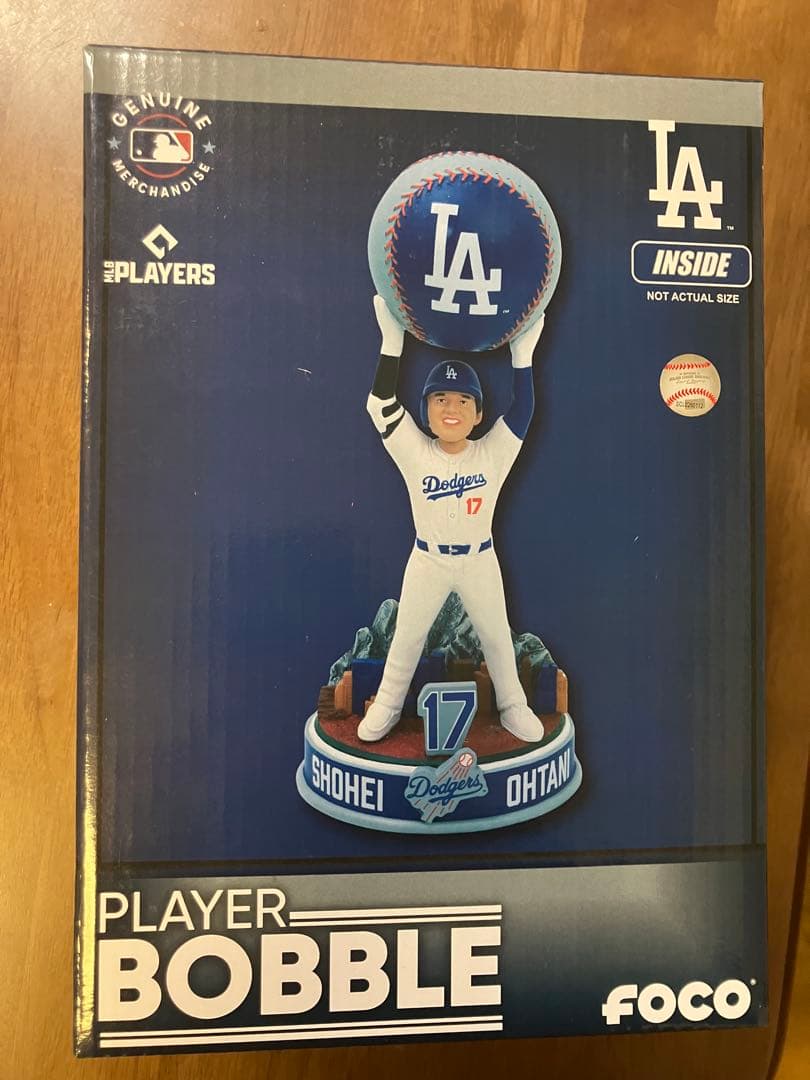 GENUINE
MERCHANDISE
MLB PLAYERS
LA
INSIDE
NOT ACTUAL SIZE
LA
LA
Dodgers
17
17
SHOHEI
Dodgers
OHTANI
PLAYER
BOBBLE
FOCO